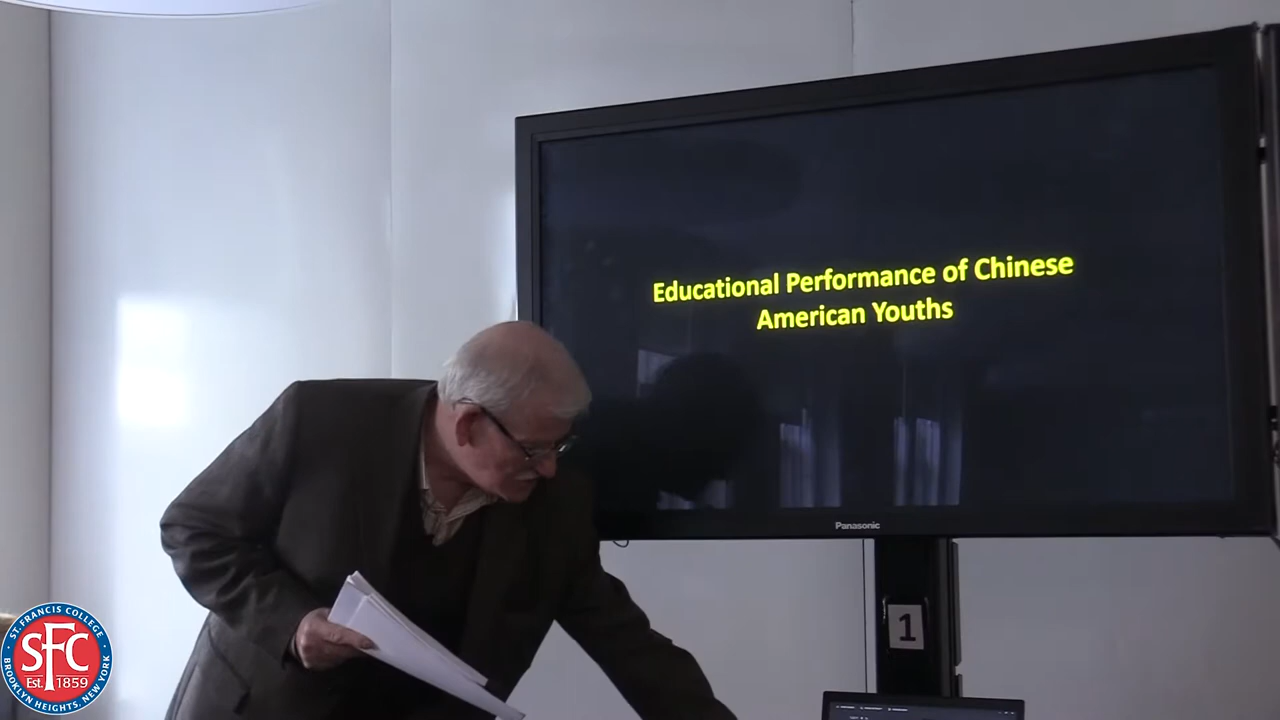 Educational Performance of Chinese
American Youths
Panasonic
1
ST. FRANCIS COLLEGE
SFC
EST. 1859
BROOKLYN HEIGHTS, NEW YORK